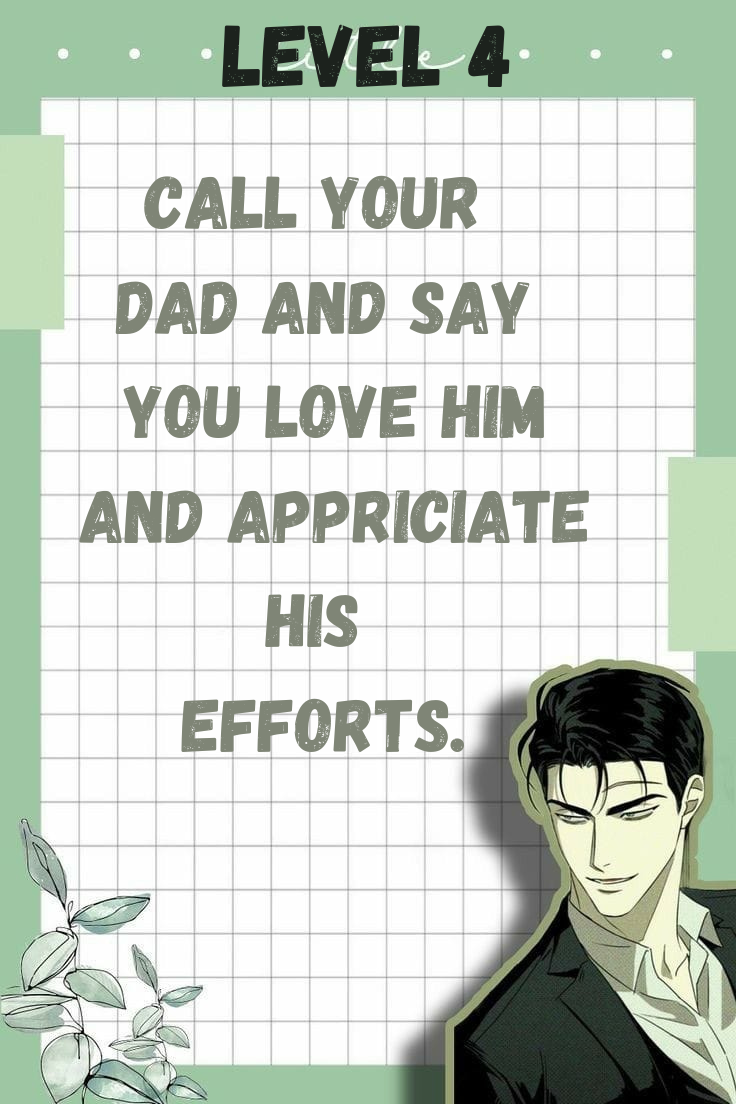 LEVEL 4
CALL YOUR
DAD AND SAY
YOU LOVE HIM
AND APPRICIATE
HIS
EFFORTS.